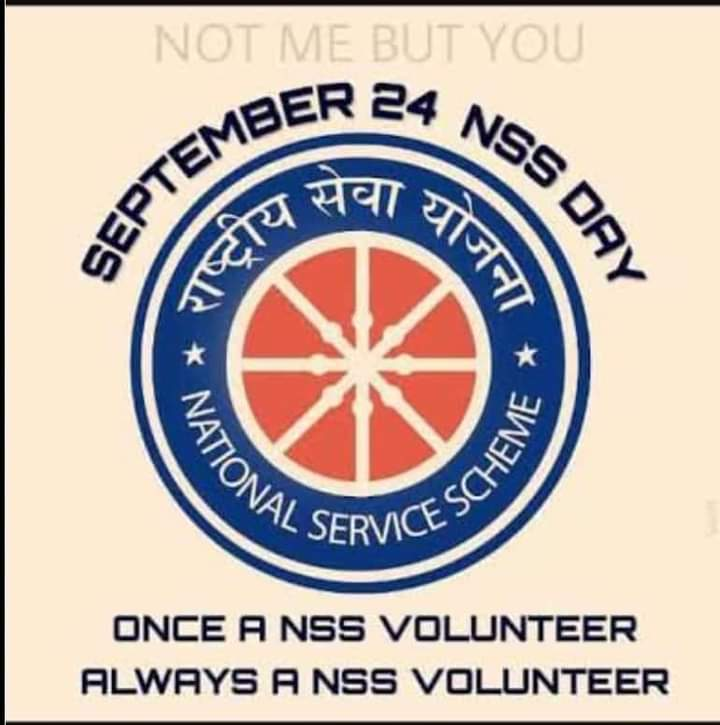 NOT ME BUT YOU
SEPTEMBER 24 NSS DAY
राष्ट्रीय सेवा योजना
NATIONAL SERVICE SCHEME
ONCE A NSS VOLUNTEER
ALWAYS A NSS VOLUNTEER